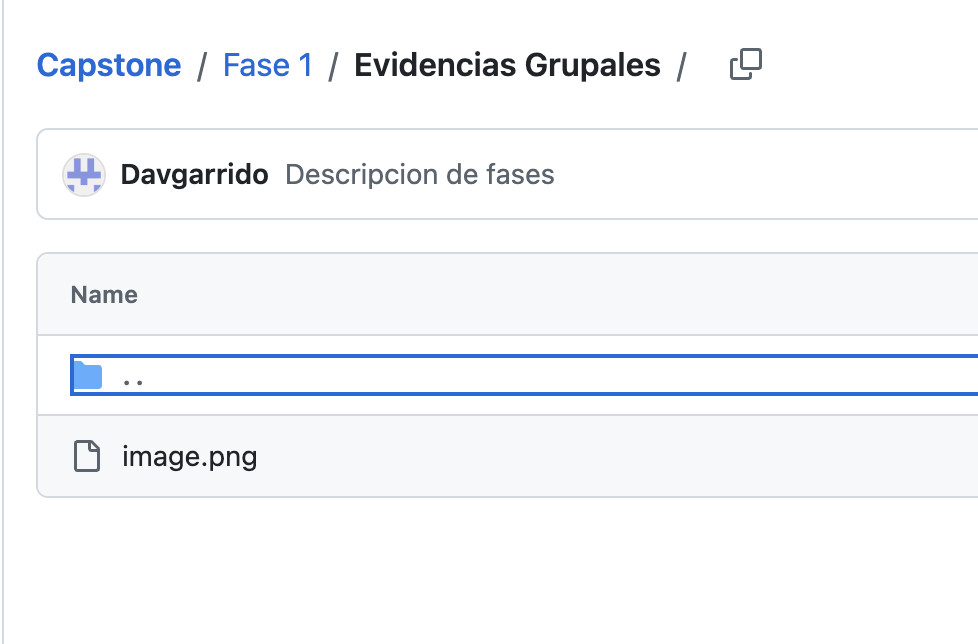 Capstone / Fase 1 / Evidencias Grupales /
Davgarrido Descripcion de fases
Name
..
image.png